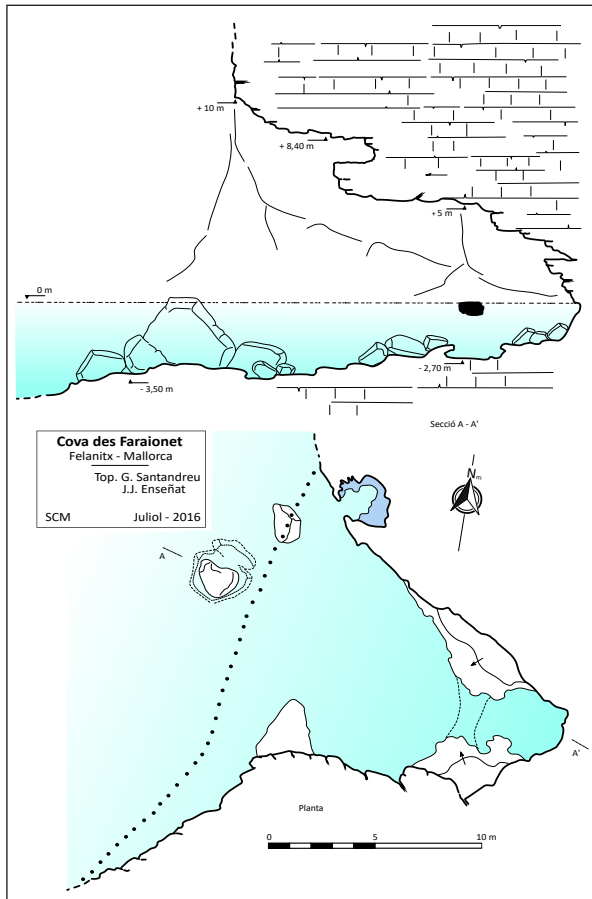 + 10 m
+ 8,40 m
+ 5 m
0 m
- 2,70 m
- 3,50 m
Secció A - A'
Cova des Faraionet
Felanitx - Mallorca
Top. G. Santandreu
J.J. Enseñat
SCM Juliol - 2016
Nm
A
A'
Planta
0 5 10 m